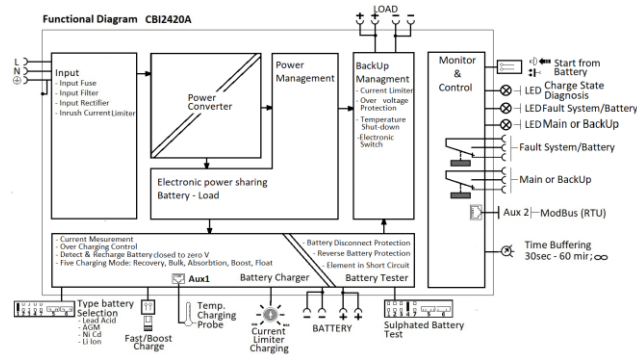 Functional Diagram CBI2420A
LOAD
+ + - -
L
N
Input
- Input Fuse
- Input Filter
- Input Rectifier
- Inrush Current Limiter
Power
Converter
Power
Management
BackUp
Managment
- Current Limiter
- Over voltage
Protection
- Temperature
Shut-down
-Electronic
Switch
Monitor
&
Control
Start from
Battery
LED Charge State
Diagnosis
LED Fault System/Battery
LED Main or BackUp
Fault System/Battery
Main or BackUp
Aux 2 ModBus (RTU)
Time Buffering
30sec - 60 mir; ∞
Electronic power sharing
Battery - Load
- Current Mesurement
- Over Charging Control
- Detect & Recharge Battery closed to zero V
- Five Charging Mode: Recovery, Bulk, Absorbtion, Boost, Float
Aux1
Battery Charger
- Battery Disconnect Protection
- Reverse Battery Protection
- Element in Short Circuit
Battery Tester
Type battery
Selection
- Lead Acid
- AGM
- Ni Cd
- Li Ion
Fast/Boost
Charge
Temp.
Charging
Probe
Current
Limiter
Charging
- - + +
BATTERY
Sulphated Battery
Test